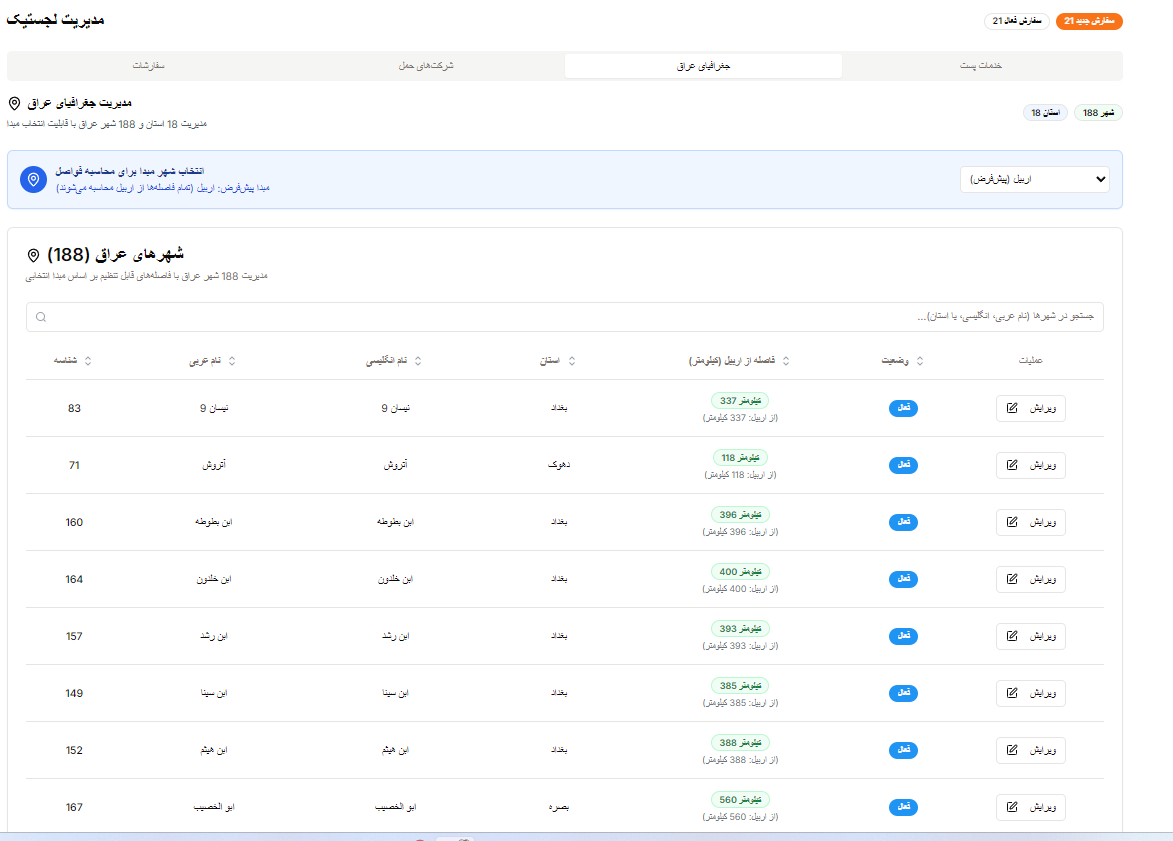 مدیریت لجستیک
سفارش فعال 21
سفارش جدید 21
سفارشات
شرکت‌های حمل
جغرافیای عراق
خدمات پست
مدیریت جغرافیای عراق
مدیریت 18 استان و 188 شهر عراق با قابلیت انتخاب مبدا
استان 18
شهر 188
انتخاب شهر مبدا برای محاسبه فواصل
مبدا پیش‌فرض: اربیل (تمام فاصله‌ها از اربیل محاسبه می‌شوند)
اربیل (پیش‌فرض)
شهرهای عراق (188)
مدیریت 188 شهر عراق با فاصله‌های قابل تنظیم بر اساس مبدا انتخابی
جستجو در شهرها (نام عربی، انگلیسی، یا استان)...
شناسه نام عربی نام انگلیسی استان فاصله از اربیل (کیلومتر) وضعیت عملیات
83 نیسان 9 نیسان 9 بغداد کیلومتر 337 فعال ویرایش
(از اربیل: 337 کیلومتر)
71 أتروش أتروش دهوک کیلومتر 118 فعال ویرایش
(از اربیل: 118 کیلومتر)
160 ابن بطوطه ابن بطوطه بغداد کیلومتر 396 فعال ویرایش
(از اربیل: 396 کیلومتر)
164 ابن خلدون ابن خلدون بغداد کیلومتر 400 فعال ویرایش
(از اربیل: 400 کیلومتر)
157 ابن رشد ابن رشد بغداد کیلومتر 393 فعال ویرایش
(از اربیل: 393 کیلومتر)
149 ابن سینا ابن سینا بغداد کیلومتر 385 فعال ویرایش
(از اربیل: 385 کیلومتر)
152 ابن هیثم ابن هیثم بغداد کیلومتر 388 فعال ویرایش
(از اربیل: 388 کیلومتر)
167 ابو الخصیب ابو الخصیب بصره کیلومتر 560 فعال ویرایش
(از اربیل: 560 کیلومتر)